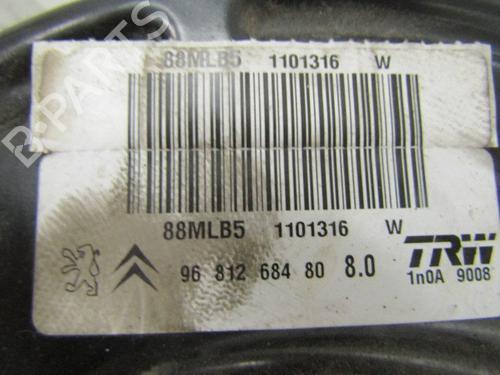 88MLB5 1101316 W
88MLB5 1101316 W
96 812 684 80 8.0
TRW
1n0A 9008
B-PARTS